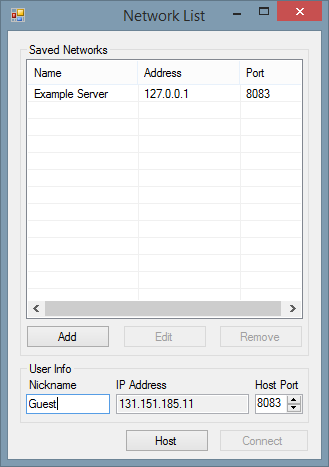 Network List
Saved Networks
Name Address Port
Example Server 127.0.0.1 8083
Add Edit Remove
User Info
Nickname IP Address Host Port
Guest 131.151.185.11 8083
Host Connect